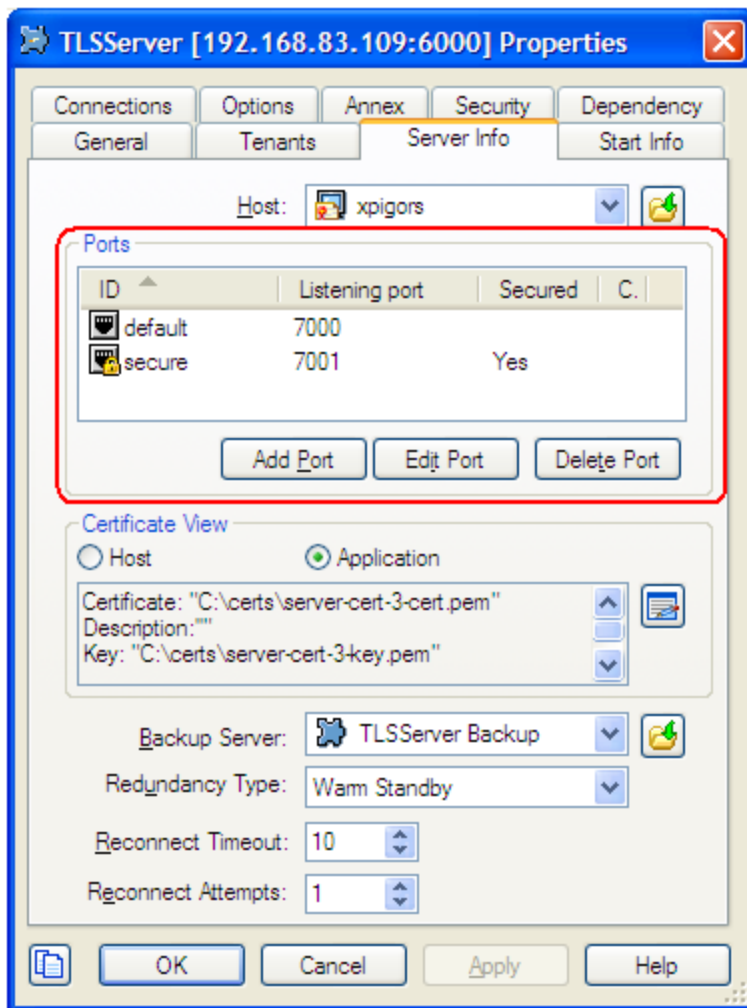 TLSServer [192.168.83.109:6000] Properties
Connections Options Annex Security Dependency
General Tenants Server Info Start Info
Host: xpigors
Ports
ID Listening port Secured C.
default 7000
secure 7001 Yes
Add Port Edit Port Delete Port
Certificate View
Host Application
Certificate: "C:\certs\server-cert-3-cert.pem"
Description:""
Key: "C:\certs\server-cert-3-key.pem"
Backup Server: TLSServer Backup
Redundancy Type: Warm Standby
Reconnect Timeout: 10
Reconnect Attempts: 1
OK Cancel Apply Help